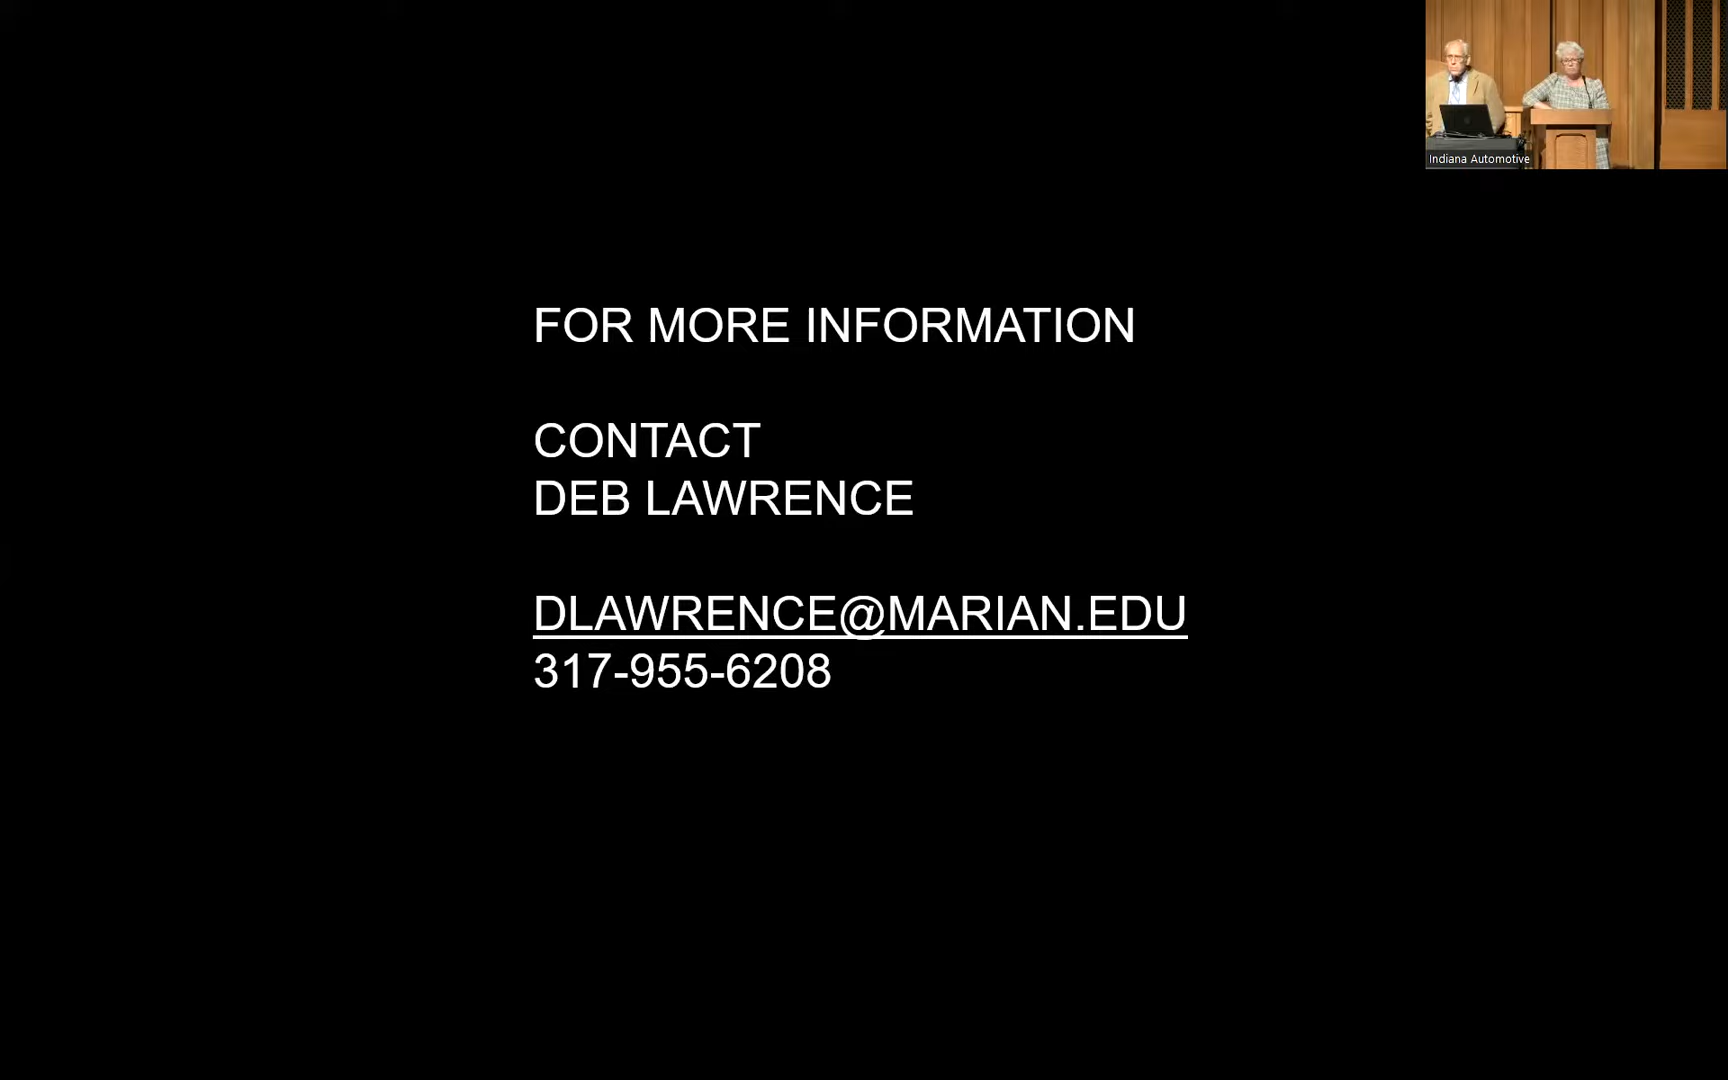 Indiana Automotive
FOR MORE INFORMATION
CONTACT
DEB LAWRENCE
DLAWRENCE@MARIAN.EDU
317-955-6208